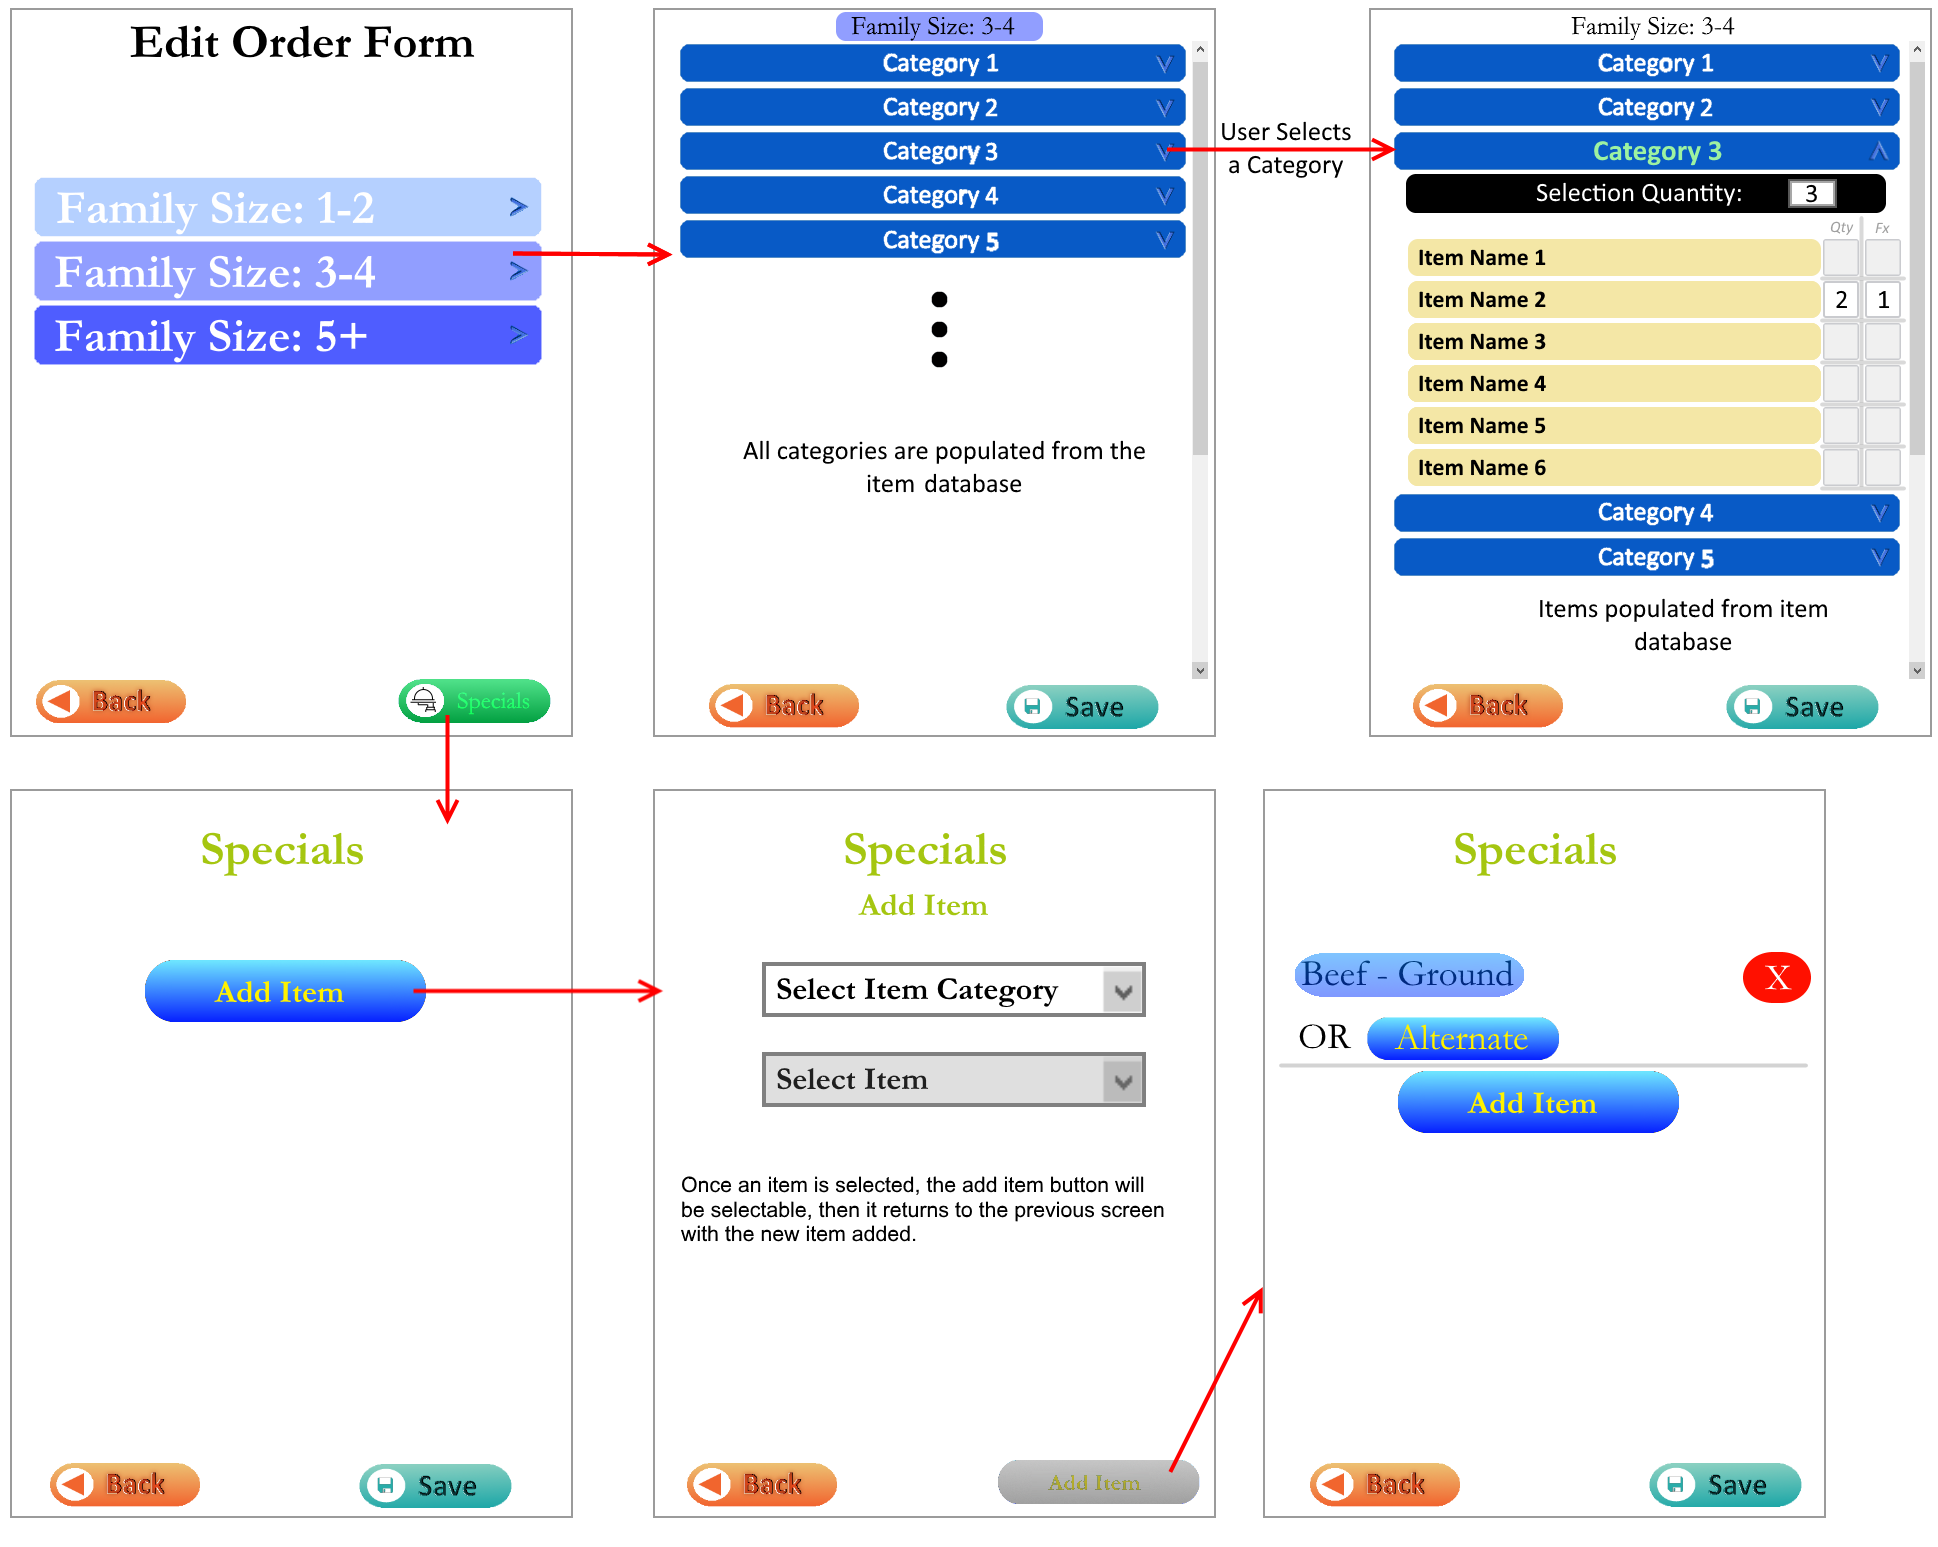 Edit Order Form
Family Size: 1-2 >
Family Size: 3-4 >
Family Size: 5+ >
Back
Specials
Family Size: 3-4
Category 1
Category 2
Category 3
Category 4
Category 5
All categories are populated from the
item database
Back
Save
User Selects
a Category
Family Size: 3-4
Category 1
Category 2
Category 3
Selection Quantity: 3
Qty Fx
Item Name 1
Item Name 2 2 1
Item Name 3
Item Name 4
Item Name 5
Item Name 6
Category 4
Category 5
Items populated from item
database
Back
Save
Specials
Add Item
Back
Save
Specials
Add Item
Select Item Category
Select Item
Once an item is selected, the add item button will
be selectable, then it returns to the previous screen
with the new item added.
Back
Add Item
Specials
Beef - Ground X
OR Alternate
Add Item
Back
Save